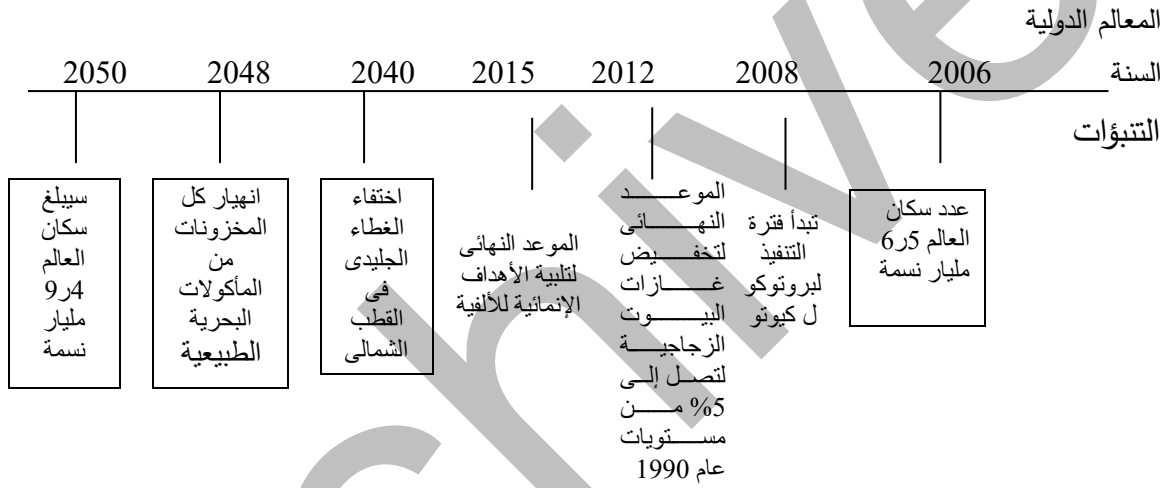 المعالم الدولية
السنة
2006
2008
2012
2015
2040
2048
2050
التنبؤات
عدد سكان
العالم 5ر6
مليار نسمة
تبدأ فترة
التنفيذ
لبروتوكو
ل كيوتو
الموعد
النهائى
لتخفيض
غازات
البيوت
الزجاجية
لتصل إلى
5% من
مستويات
عام 1990
الموعد النهائى
لتلبية الأهداف
الإنمائية للألفية
اختفاء
الغطاء
الجليدى
فى
القطب
الشمالى
انهيار كل
المخزونات
من
المأكولات
البحرية
الطبيعية
سيبلغ
سكان
العالم
4ر9
مليار
نسمة